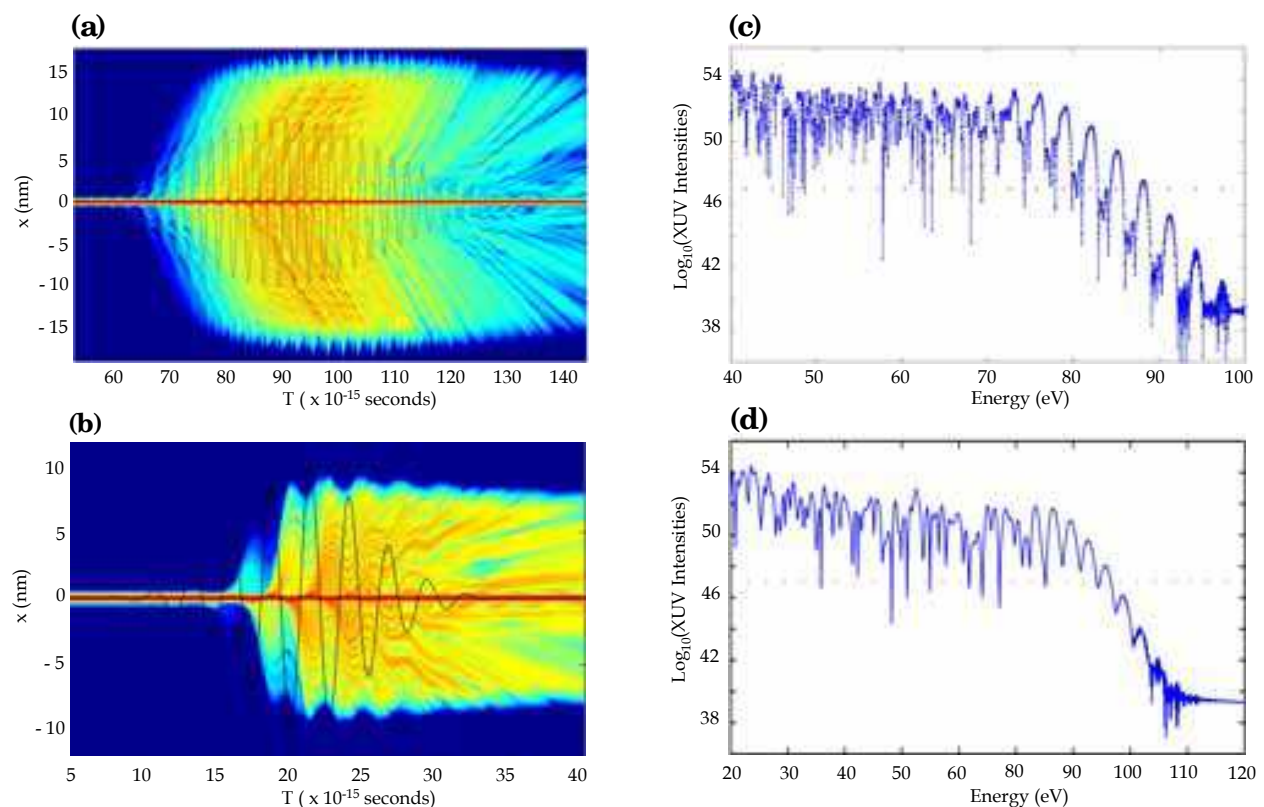 (a)
x (nm)
15
10
5
0
- 5
- 10
- 15
60 70 80 90 100 110 120 130 140
T ( x 10-15 seconds)
(b)
x (nm)
10
5
0
- 5
- 10
5 10 15 20 25 30 35 40
T ( x 10-15 seconds)
(c)
Log10(XUV Intensities)
54
50
46
42
38
40 50 60 70 80 90 100
Energy (eV)
(d)
Log10(XUV Intensities)
54
50
46
42
38
20 30 40 50 60 70 80 90 100 110 120
Energy (eV)